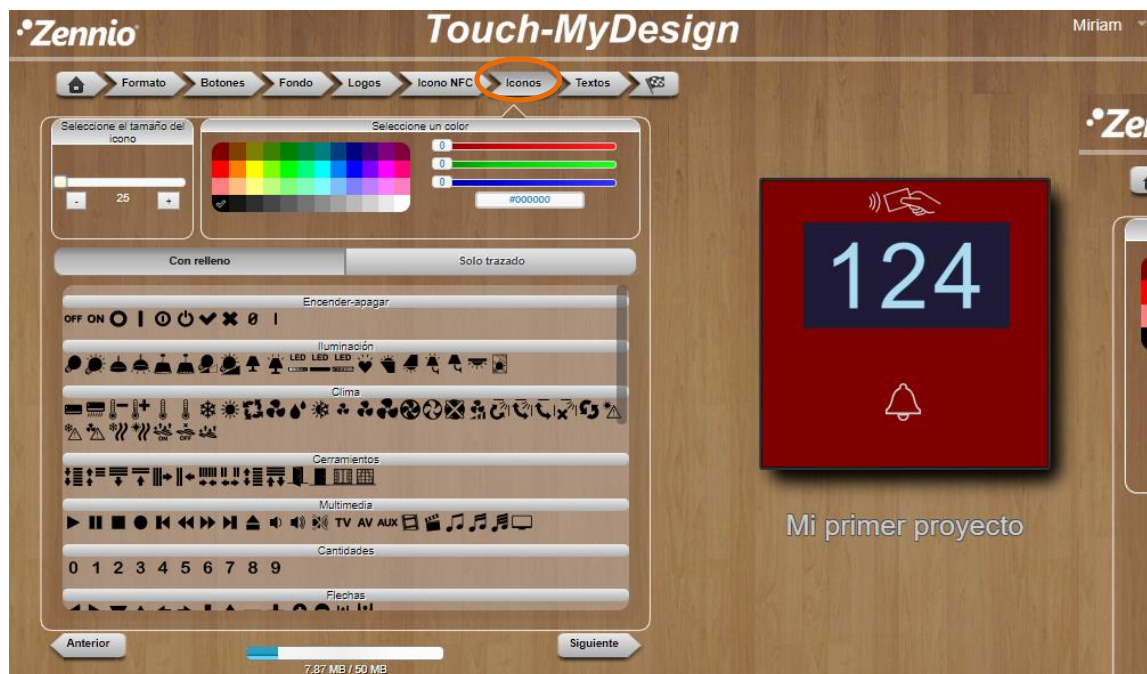 Zennio
Touch-MyDesign
Miriam
Formato Botones Fondo Logos Icono NFC Iconos Textos
Seleccione el tamaño del
icono
Seleccione un color
0
0
0
- 25 +
#000000
Con relleno Solo trazado
Encender-apagar
OFF ON
Iluminación
LED LED LED
Clima
ON OFF
Cerramientos
Multimedia
TV AV AUX
Cantidades
0 1 2 3 4 5 6 7 8 9
Flechas
Anterior Siguiente
7.87 MB / 50 MB
124
Mi primer proyecto
Ze